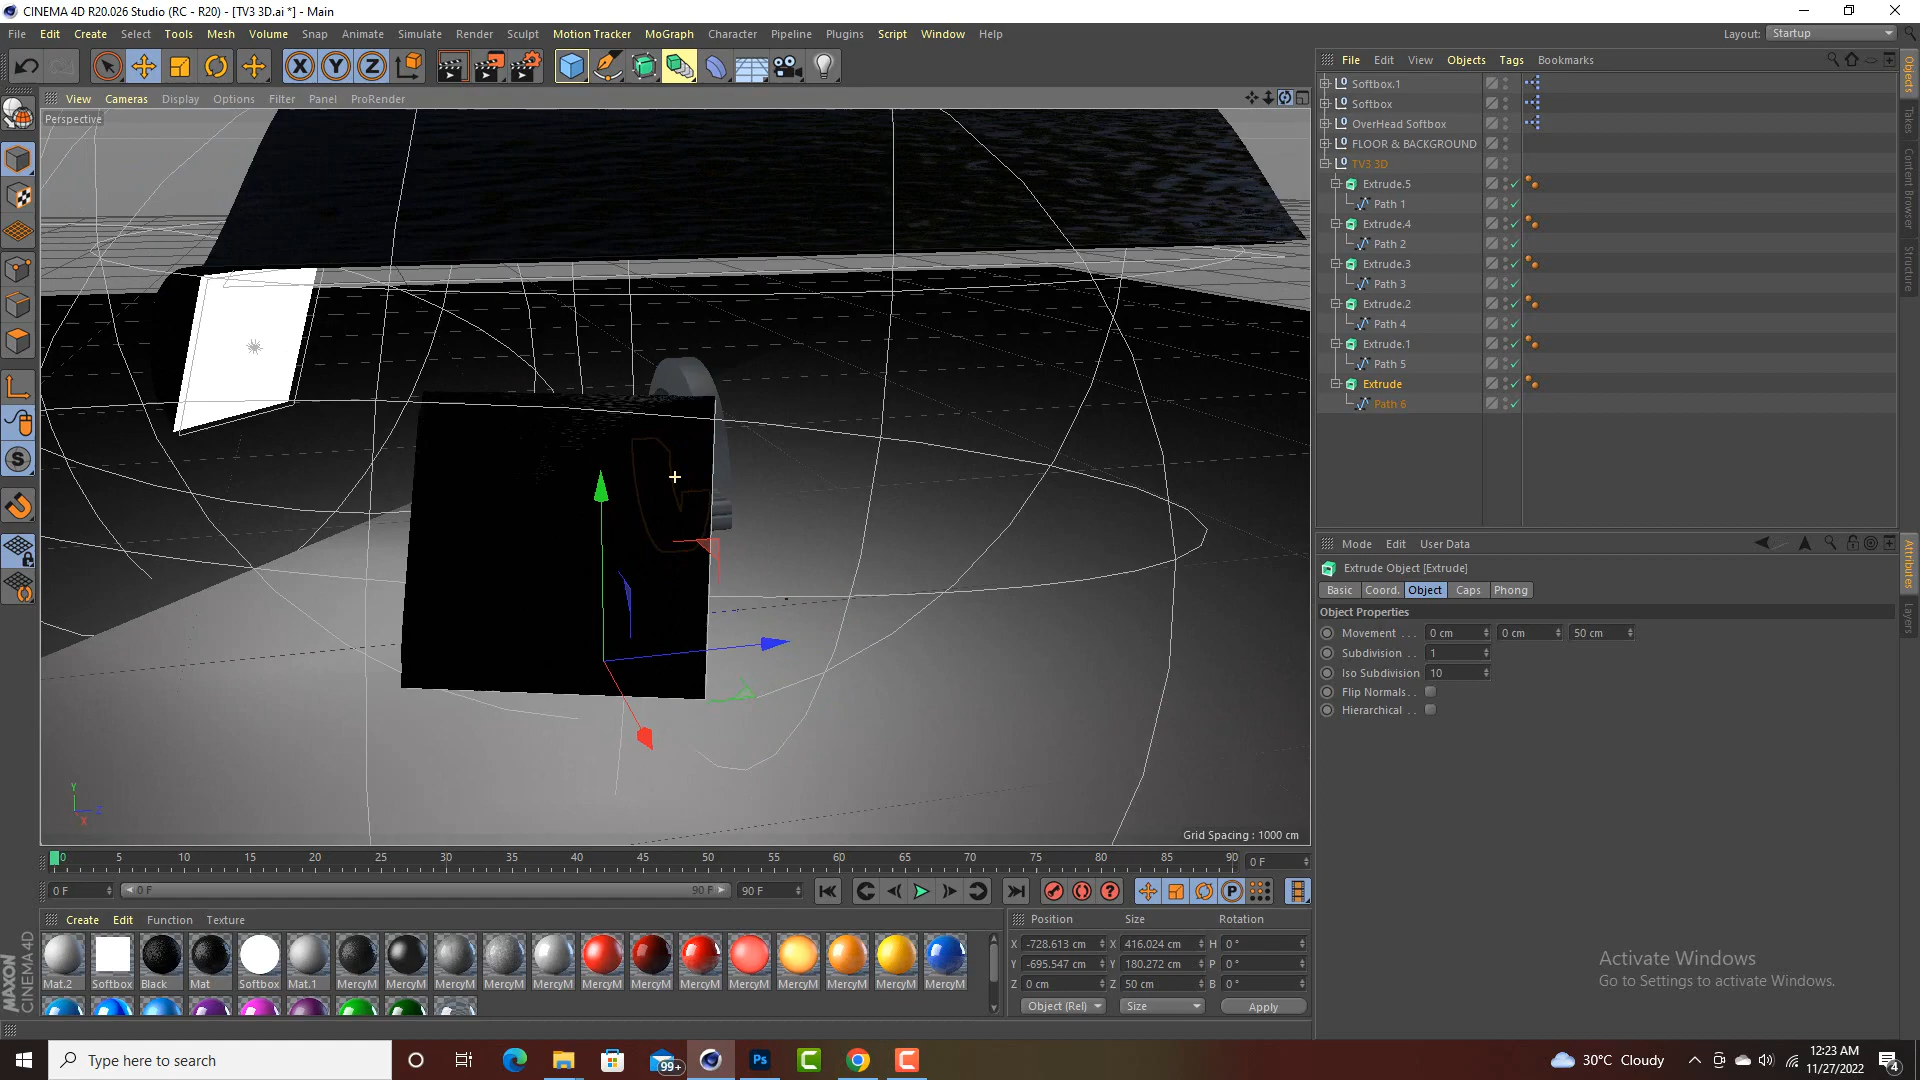 CINEMA 4D R20.026 Studio (RC - R20) - [TV3 3D.ai *] - Main
File Edit Create Select Tools Mesh Volume Snap Animate Simulate Render Sculpt Motion Tracker MoGraph Character Pipeline Plugins Script Window Help
Layout: Startup
View Cameras Display Options Filter Panel ProRender
Perspective
Grid Spacing : 1000 cm
Y
Z
X
File Edit View Objects Tags Bookmarks
Softbox.1
Softbox
OverHead Softbox
FLOOR & BACKGROUND
TV3 3D
Extrude.5
Path 1
Extrude.4
Path 2
Extrude.3
Path 3
Extrude.2
Path 4
Extrude.1
Path 5
Extrude
Path 6
Objects
Takes
Content Browser
Structure
Mode Edit User Data
Extrude Object [Extrude]
Basic Coord. Object Caps Phong
Object Properties
Movement . . . 0 cm 0 cm 50 cm
Subdivision . . 1
Iso Subdivision 10
Flip Normals. .
Hierarchical . .
Attributes
Layers
0 5 10 15 20 25 30 35 40 45 50 55 60 65 70 75 80 85 90 0 F
0 F 0 F 90 F 90 F
Create Edit Function Texture
Mat.2 Softbox Black Mat Softbox Mat.1 MercyM MercyM MercyM MercyM MercyM MercyM MercyM MercyM MercyM MercyM MercyM MercyM MercyM
MAXON
CINEMA 4D
Position Size Rotation
X -728.613 cm X 416.024 cm H 0 °
Y -695.547 cm Y 180.272 cm P 0 °
Z 0 cm Z 50 cm B 0 °
Object (Rel) Size Apply
Activate Windows
Go to Settings to activate Windows.
Type here to search
99+
Ps
30°C Cloudy
12:23 AM
11/27/2022
4